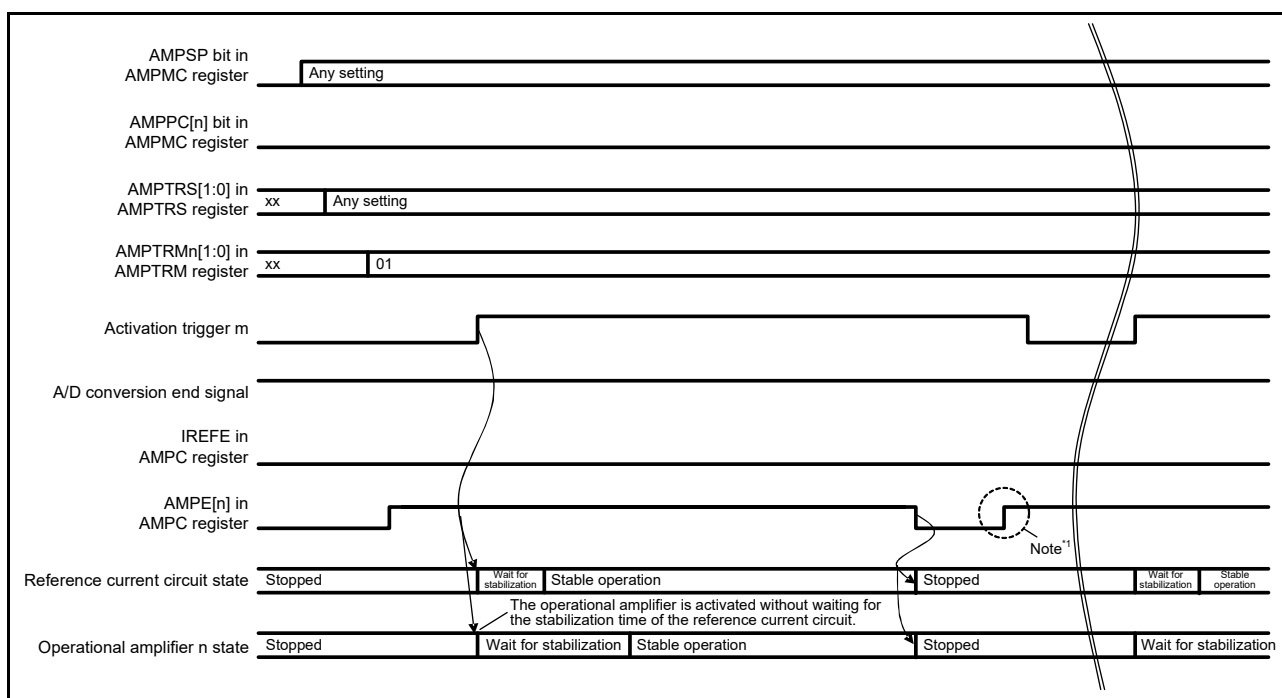 AMPSP bit in
AMPMC register
Any setting
AMPPC[n] bit in
AMPMC register
AMPTRS[1:0] in
AMPTRS register
xx
Any setting
AMPTRMn[1:0] in
AMPTRM register
xx
01
Activation trigger m
A/D conversion end signal
IREFE in
AMPC register
AMPE[n] in
AMPC register
Note*1
Reference current circuit state
Stopped
Wait for
stabilization
Stable operation
Stopped
Wait for
stabilization
Stable
operation
The operational amplifier is activated without waiting for
the stabilization time of the reference current circuit.
Operational amplifier n state
Stopped
Wait for stabilization
Stable operation
Stopped
Wait for stabilization